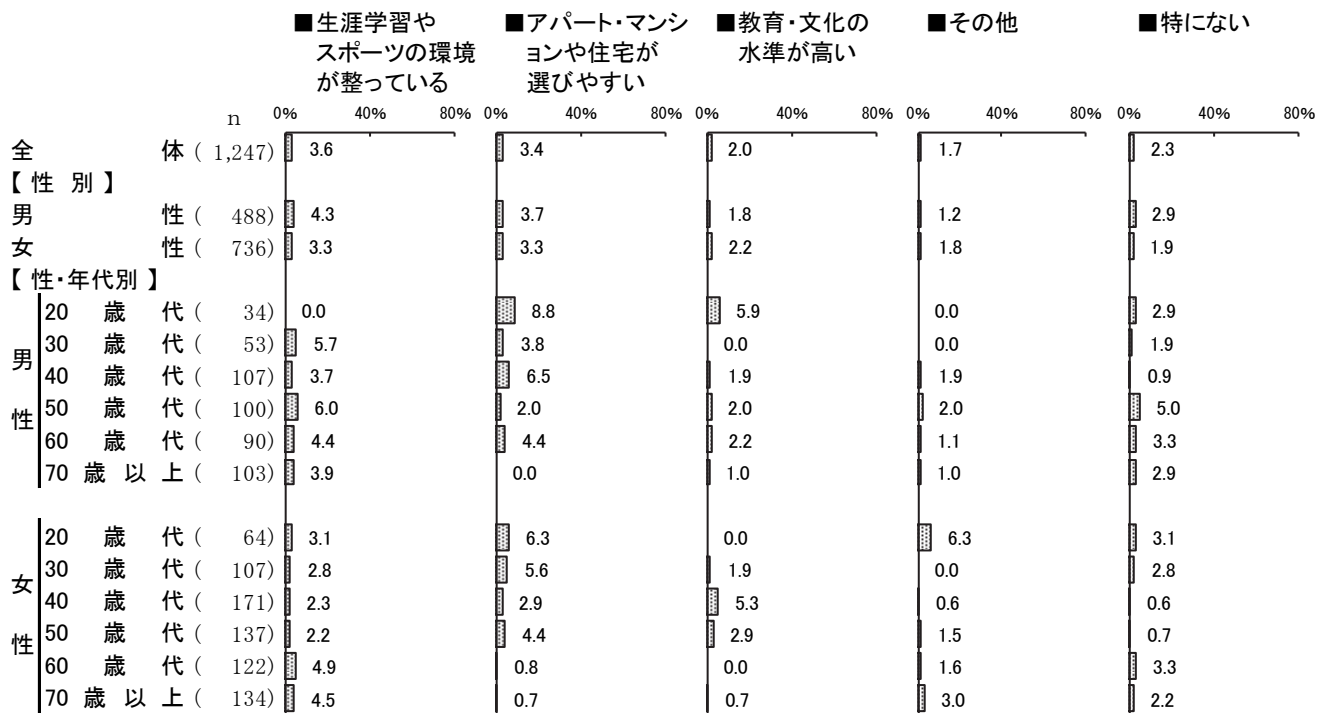 ■生涯学習や ■アパート・マンシ ■教育・文化の ■その他 ■特にない
スポーツの環境 ョンや住宅が 水準が高い
が整っている 選びやすい
n 0% 40% 80% 0% 40% 80% 0% 40% 80% 0% 40% 80% 0% 40% 80%
全体 ( 1,247) 3.6 3.4 2.0 1.7 2.3
【 性 別 】
男性 ( 488) 4.3 3.7 1.8 1.2 2.9
女性 ( 736) 3.3 3.3 2.2 1.8 1.9
【 性・年代別 】
男性
20 歳代 ( 34) 0.0 8.8 5.9 0.0 2.9
30 歳代 ( 53) 5.7 3.8 0.0 0.0 1.9
40 歳代 ( 107) 3.7 6.5 1.9 1.9 0.9
50 歳代 ( 100) 6.0 2.0 2.0 2.0 5.0
60 歳代 ( 90) 4.4 4.4 2.2 1.1 3.3
70 歳以上 ( 103) 3.9 0.0 1.0 1.0 2.9
女性
20 歳代 ( 64) 3.1 6.3 0.0 6.3 3.1
30 歳代 ( 107) 2.8 5.6 1.9 0.0 2.8
40 歳代 ( 171) 2.3 2.9 5.3 0.6 0.6
50 歳代 ( 137) 2.2 4.4 2.9 1.5 0.7
60 歳代 ( 122) 4.9 0.8 0.0 1.6 3.3
70 歳以上 ( 134) 4.5 0.7 0.7 3.0 2.2